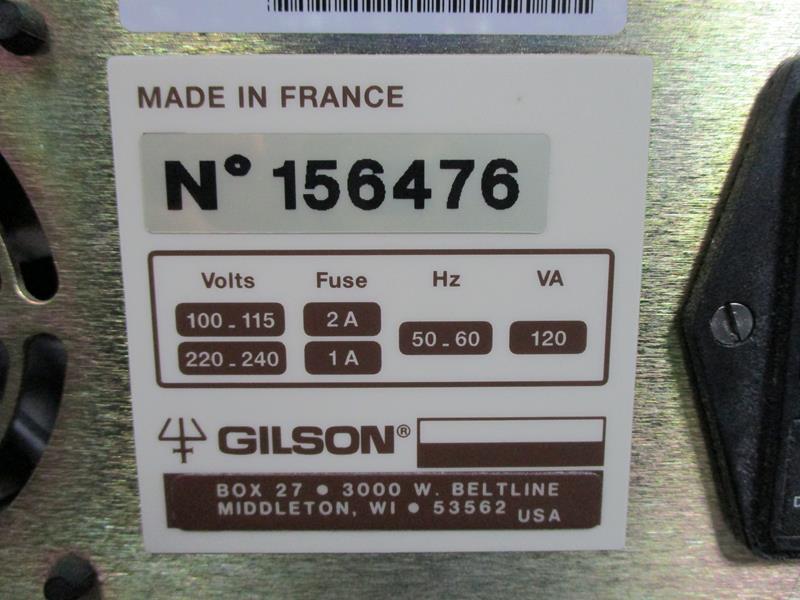 MADE IN FRANCE
N° 156476
Volts Fuse Hz VA
100-115 2 A 50-60 120
220-240 1 A
GILSON®
BOX 27 • 3000 W. BELTLINE
MIDDLETON, WI • 53562 USA